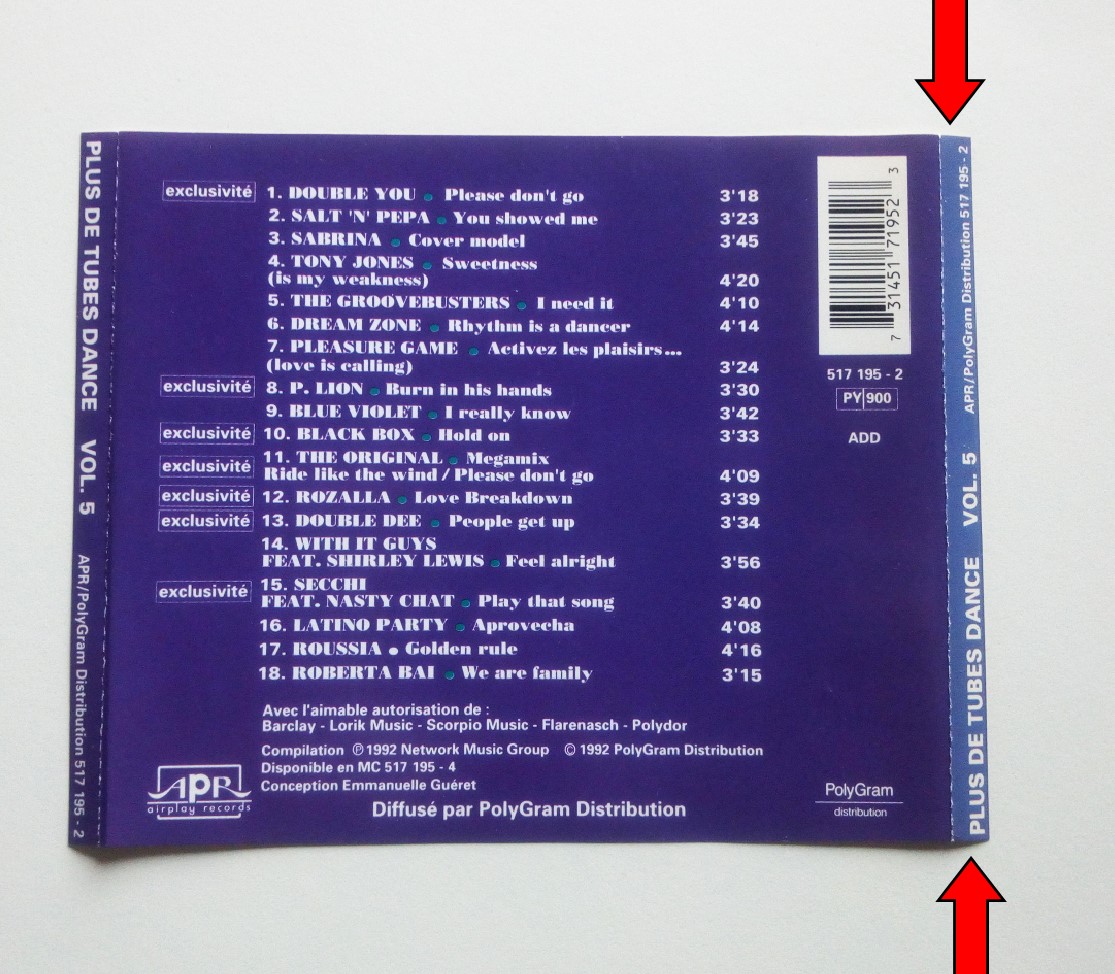 PLUS DE TUBES DANCE VOL. 5 APR/PolyGram Distribution 517 195 - 2
exclusivité 1. DOUBLE YOU • Please don't go 3'18
2. SALT 'N' PEPA • You showed me 3'23
3. SABRINA • Cover model 3'45
4. TONY JONES • Sweetness
(is my weakness) 4'20
5. THE GROOVEBUSTERS • I need it 4'10
6. DREAM ZONE • Rhythm is a dancer 4'14
7. PLEASURE GAME • Activez les plaisirs...
(love is calling) 3'24
exclusivité 8. P. LION • Burn in his hands 3'30
9. BLUE VIOLET • I really know 3'42
exclusivité 10. BLACK BOX • Hold on 3'33
exclusivité 11. THE ORIGINAL • Megamix
Ride like the wind / Please don't go 4'09
exclusivité 12. ROZALLA • Love Breakdown 3'39
exclusivité 13. DOUBLE DEE • People get up 3'34
14. WITH IT GUYS
FEAT. SHIRLEY LEWIS • Feel alright 3'56
exclusivité 15. SECCHI
FEAT. NASTY CHAT • Play that song 3'40
16. LATINO PARTY • Aprovecha 4'08
17. ROUSSIA • Golden rule 4'16
18. ROBERTA BAI • We are family 3'15
Avec l'aimable autorisation de :
Barclay - Lorik Music - Scorpio Music - Flarenasch - Polydor
Compilation ℗ 1992 Network Music Group © 1992 PolyGram Distribution
Disponible en MC 517 195 - 4
Conception Emmanuelle Guéret
Diffusé par PolyGram Distribution
APR
airplay records
7 31451 71952 3
517 195 - 2
PY 900
ADD
PolyGram
distribution
PLUS DE TUBES DANCE VOL. 5 APR/PolyGram Distribution 517 195 - 2